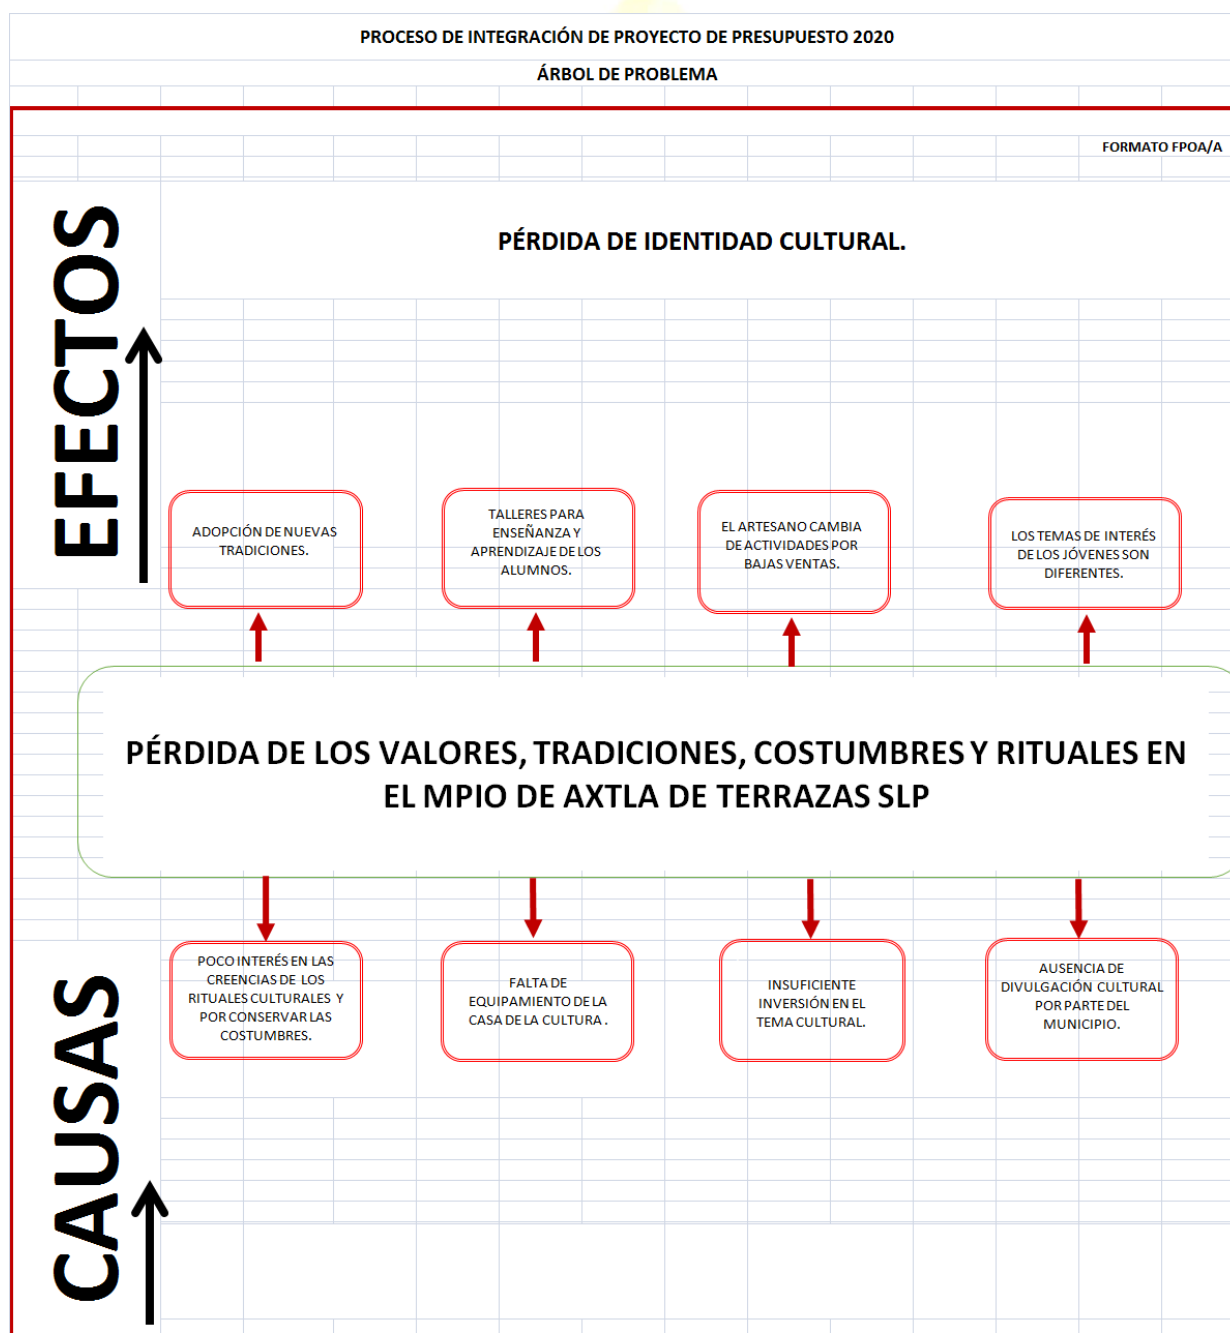 PROCESO DE INTEGRACIÓN DE PROYECTO DE PRESUPUESTO 2020
ÁRBOL DE PROBLEMA
FORMATO FPOA/A
EFECTOS
PÉRDIDA DE IDENTIDAD CULTURAL.
ADOPCIÓN DE NUEVAS
TRADICIONES.
TALLERES PARA
ENSEÑANZA Y
APRENDIZAJE DE LOS
ALUMNOS.
EL ARTESANO CAMBIA
DE ACTIVIDADES POR
BAJAS VENTAS.
LOS TEMAS DE INTERÉS
DE LOS JÓVENES SON
DIFERENTES.
PÉRDIDA DE LOS VALORES, TRADICIONES, COSTUMBRES Y RITUALES EN
EL MPIO DE AXTLA DE TERRAZAS SLP
CAUSAS
POCO INTERÉS EN LAS
CREENCIAS DE LOS
RITUALES CULTURALES Y
POR CONSERVAR LAS
COSTUMBRES.
FALTA DE
EQUIPAMIENTO DE LA
CASA DE LA CULTURA .
INSUFICIENTE
INVERSIÓN EN EL
TEMA CULTURAL.
AUSENCIA DE
DIVULGACIÓN CULTURAL
POR PARTE DEL
MUNICIPIO.